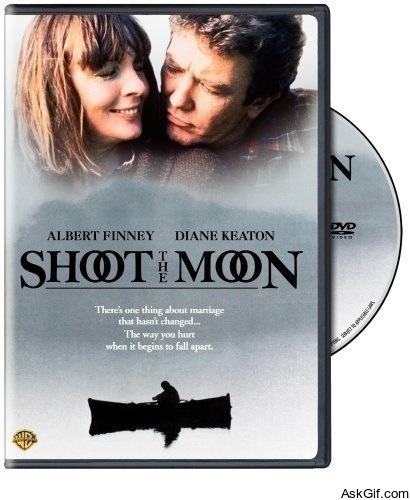 ALBERT FINNEY DIANE KEATON
SHOOT THE MOON
There's one thing about marriage
that hasn't changed...
The way you hurt
when it begins to fall apart.
DVD
VIDEO
AskGif.com